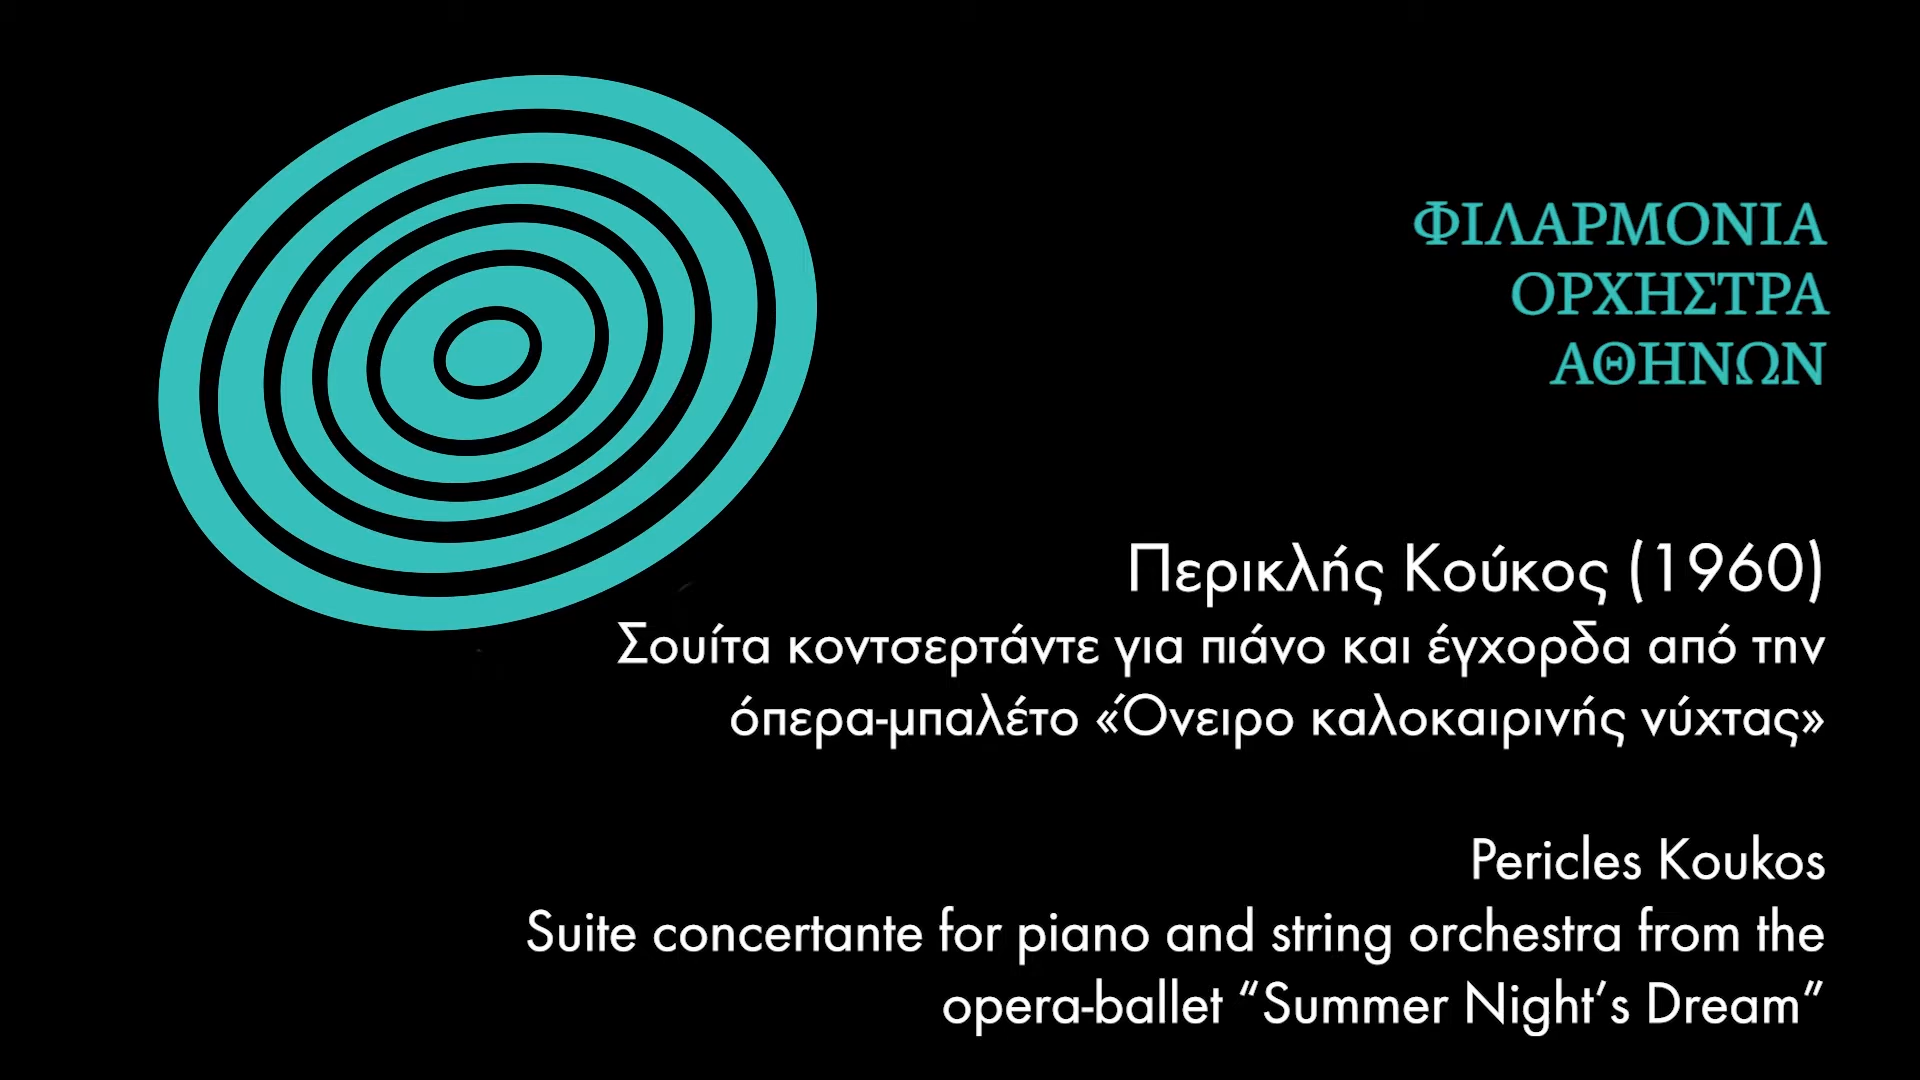 ΦΙΛΑΡΜΟΝΙΑ
ΟΡΧΗΣΤΡΑ
ΑΘΗΝΩΝ
Περικλής Κούκος (1960)
Σουίτα κοντσερτάντε για πιάνο και έγχορδα από την
όπερα-μπαλέτο «Όνειρο καλοκαιρινής νύχτας»
Pericles Koukos
Suite concertante for piano and string orchestra from the
opera-ballet “Summer Night’s Dream”